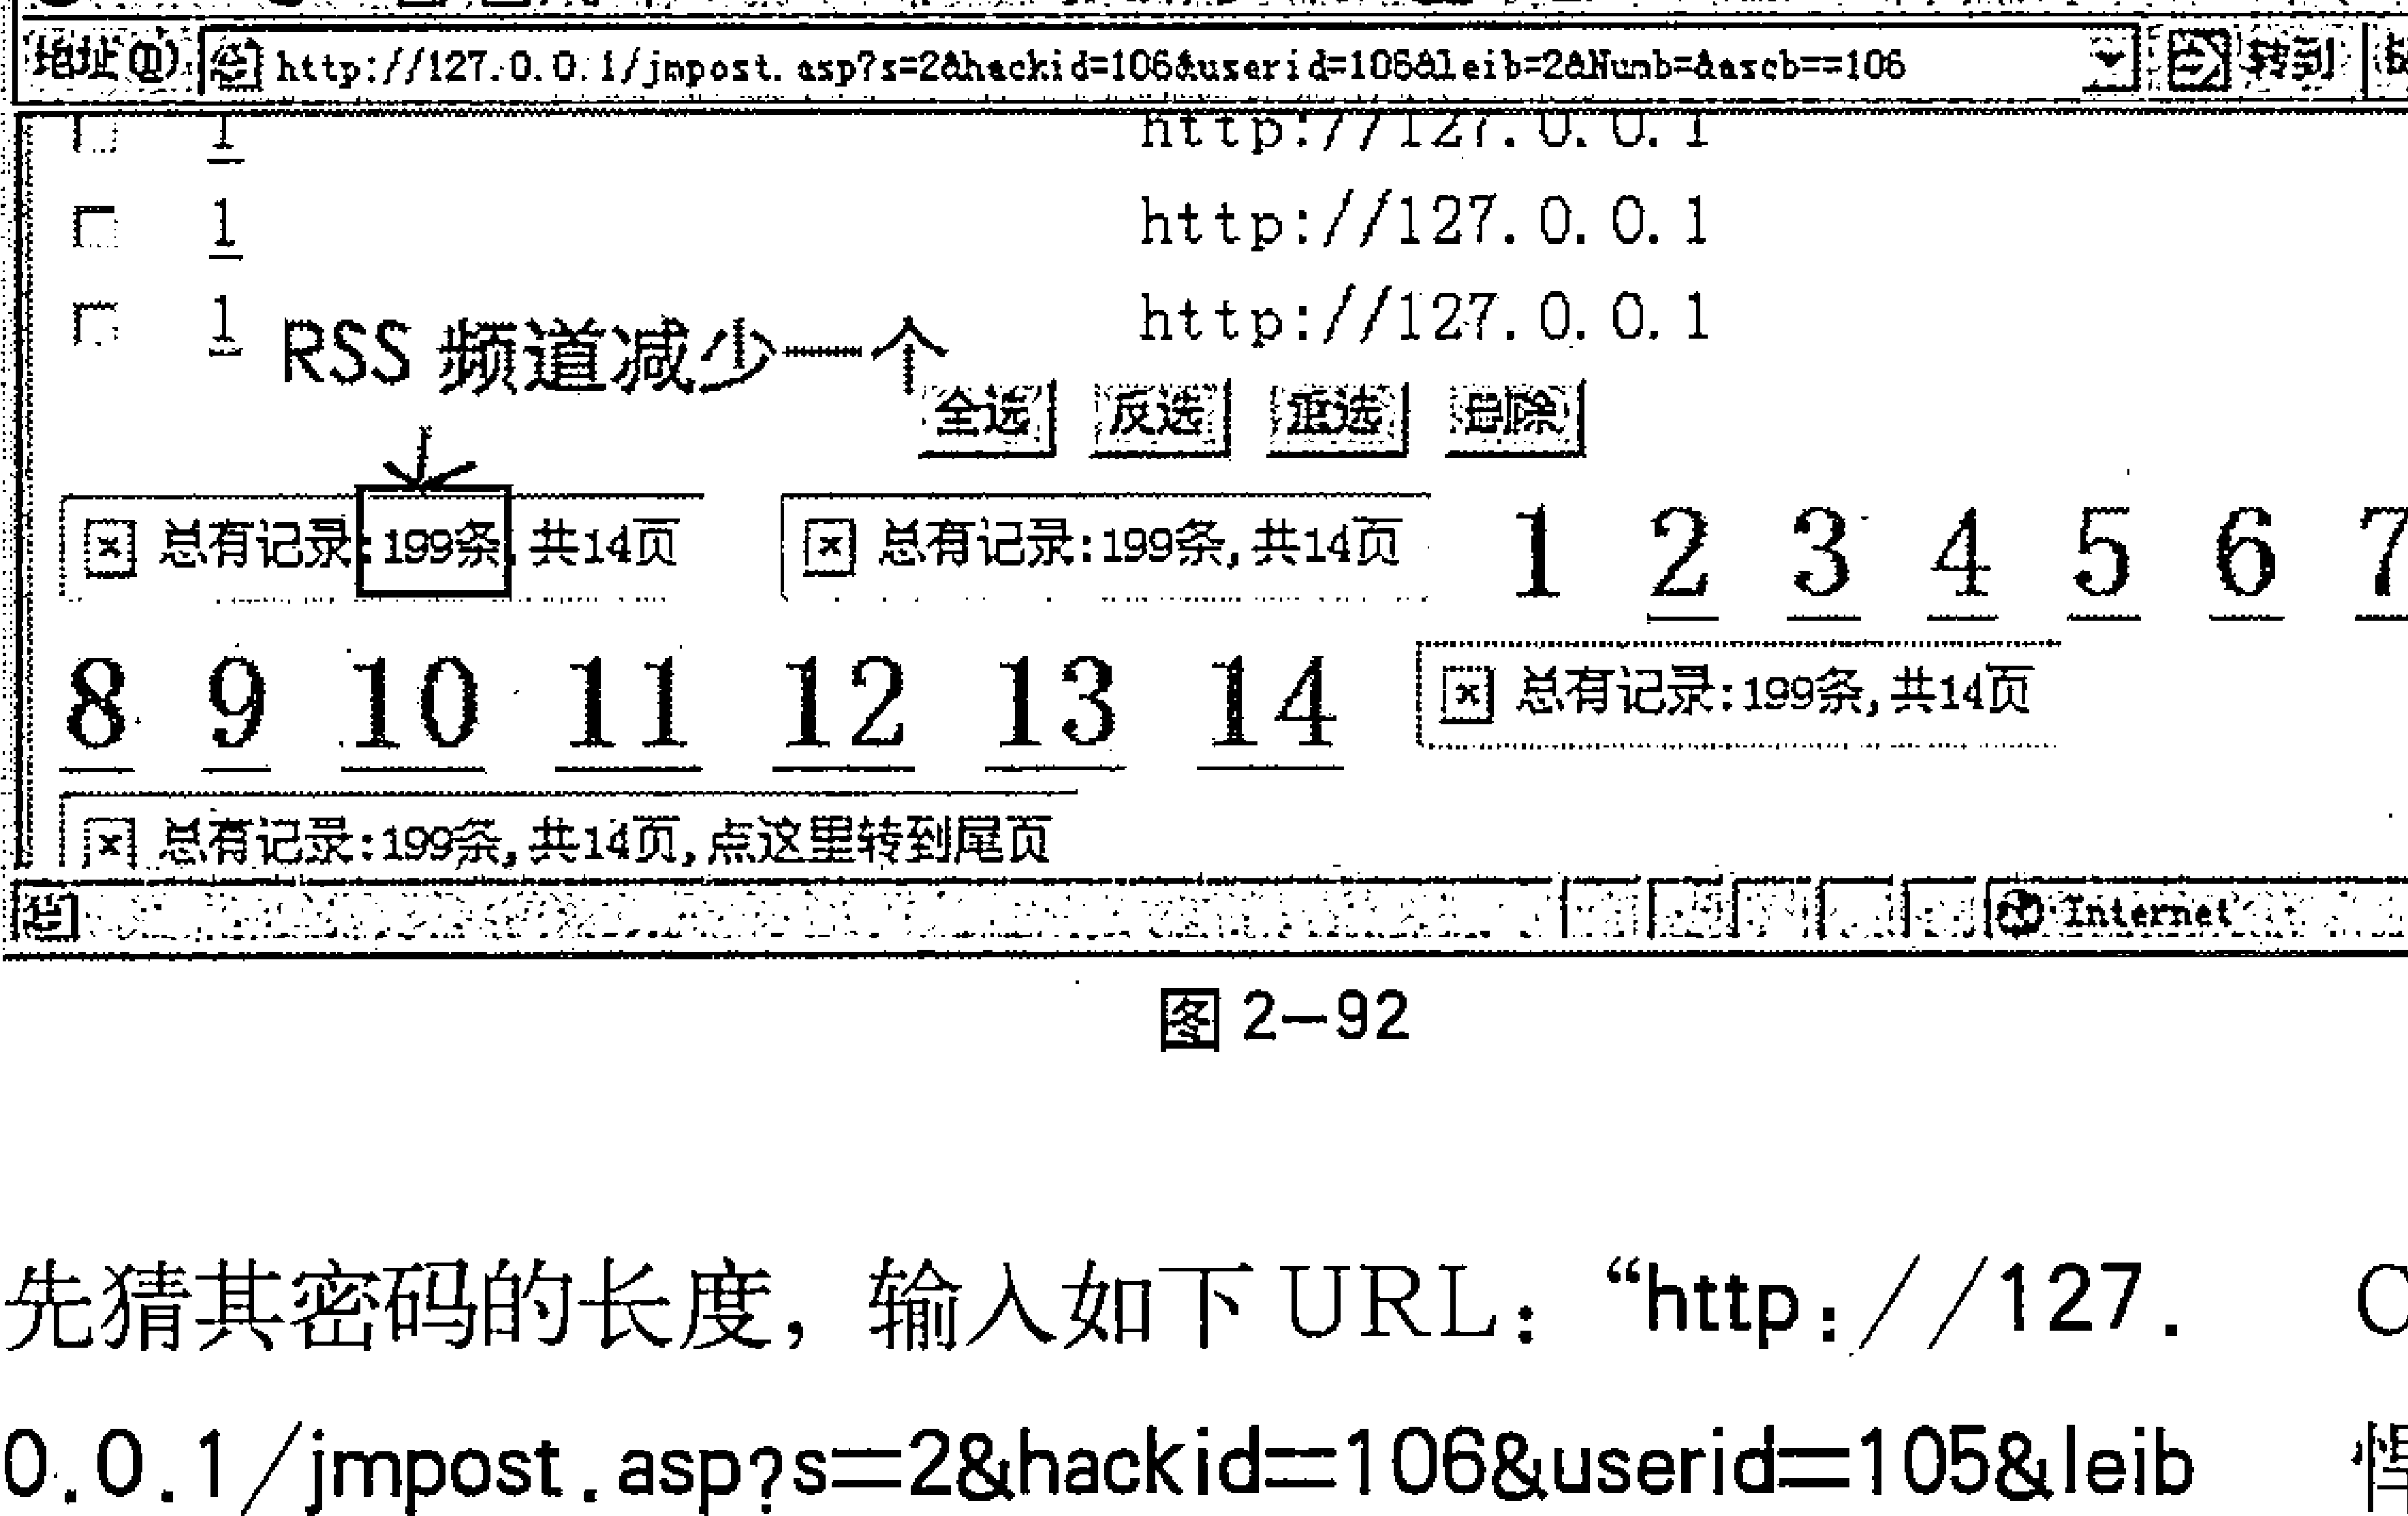 地址(D) http://127.0.0.1/jmpost.asp?s=2&hackid=106&userid=106&leib=2&Numb=&ascb==106 转到
1 http://127.0.0.1
1 http://127.0.0.1
1 http://127.0.0.1
RSS 频道减少一个
全选 反选 重选 删除
总有记录:199条,共14页 总有记录:199条,共14页 1 2 3 4 5 6 7
8 9 10 11 12 13 14 总有记录:199条,共14页
总有记录:199条,共14页,点这里转到尾页
Internet
图 2-92
先猜其密码的长度，输入如下 URL：“http://127.
0.0.1/jmpost.asp?s=2&hackid=106&userid=105&leib